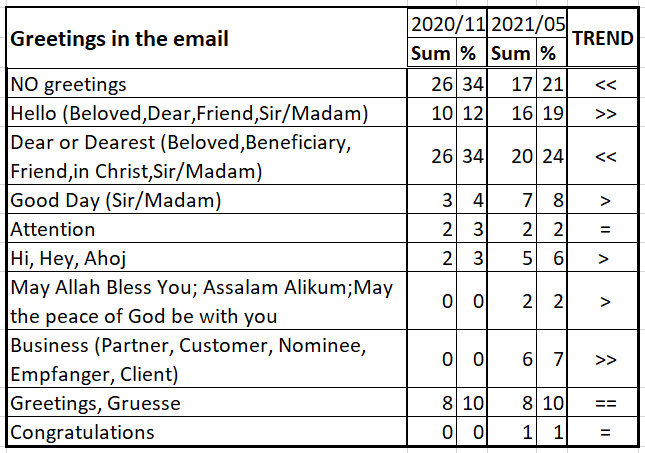 Greetings in the email 2020/11 2021/05 TREND
Sum % Sum %
NO greetings 26 34 17 21 <<
Hello (Beloved,Dear,Friend,Sir/Madam) 10 12 16 19 >>
Dear or Dearest (Beloved,Beneficiary,
Friend,in Christ,Sir/Madam) 26 34 20 24 <<
Good Day (Sir/Madam) 3 4 7 8 >
Attention 2 3 2 2 =
Hi, Hey, Ahoj 2 3 5 6 >
May Allah Bless You; Assalam Alikum;May
the peace of God be with you 0 0 2 2 >
Business (Partner, Customer, Nominee,
Empfanger, Client) 0 0 6 7 >>
Greetings, Gruesse 8 10 8 10 ==
Congratulations 0 0 1 1 =